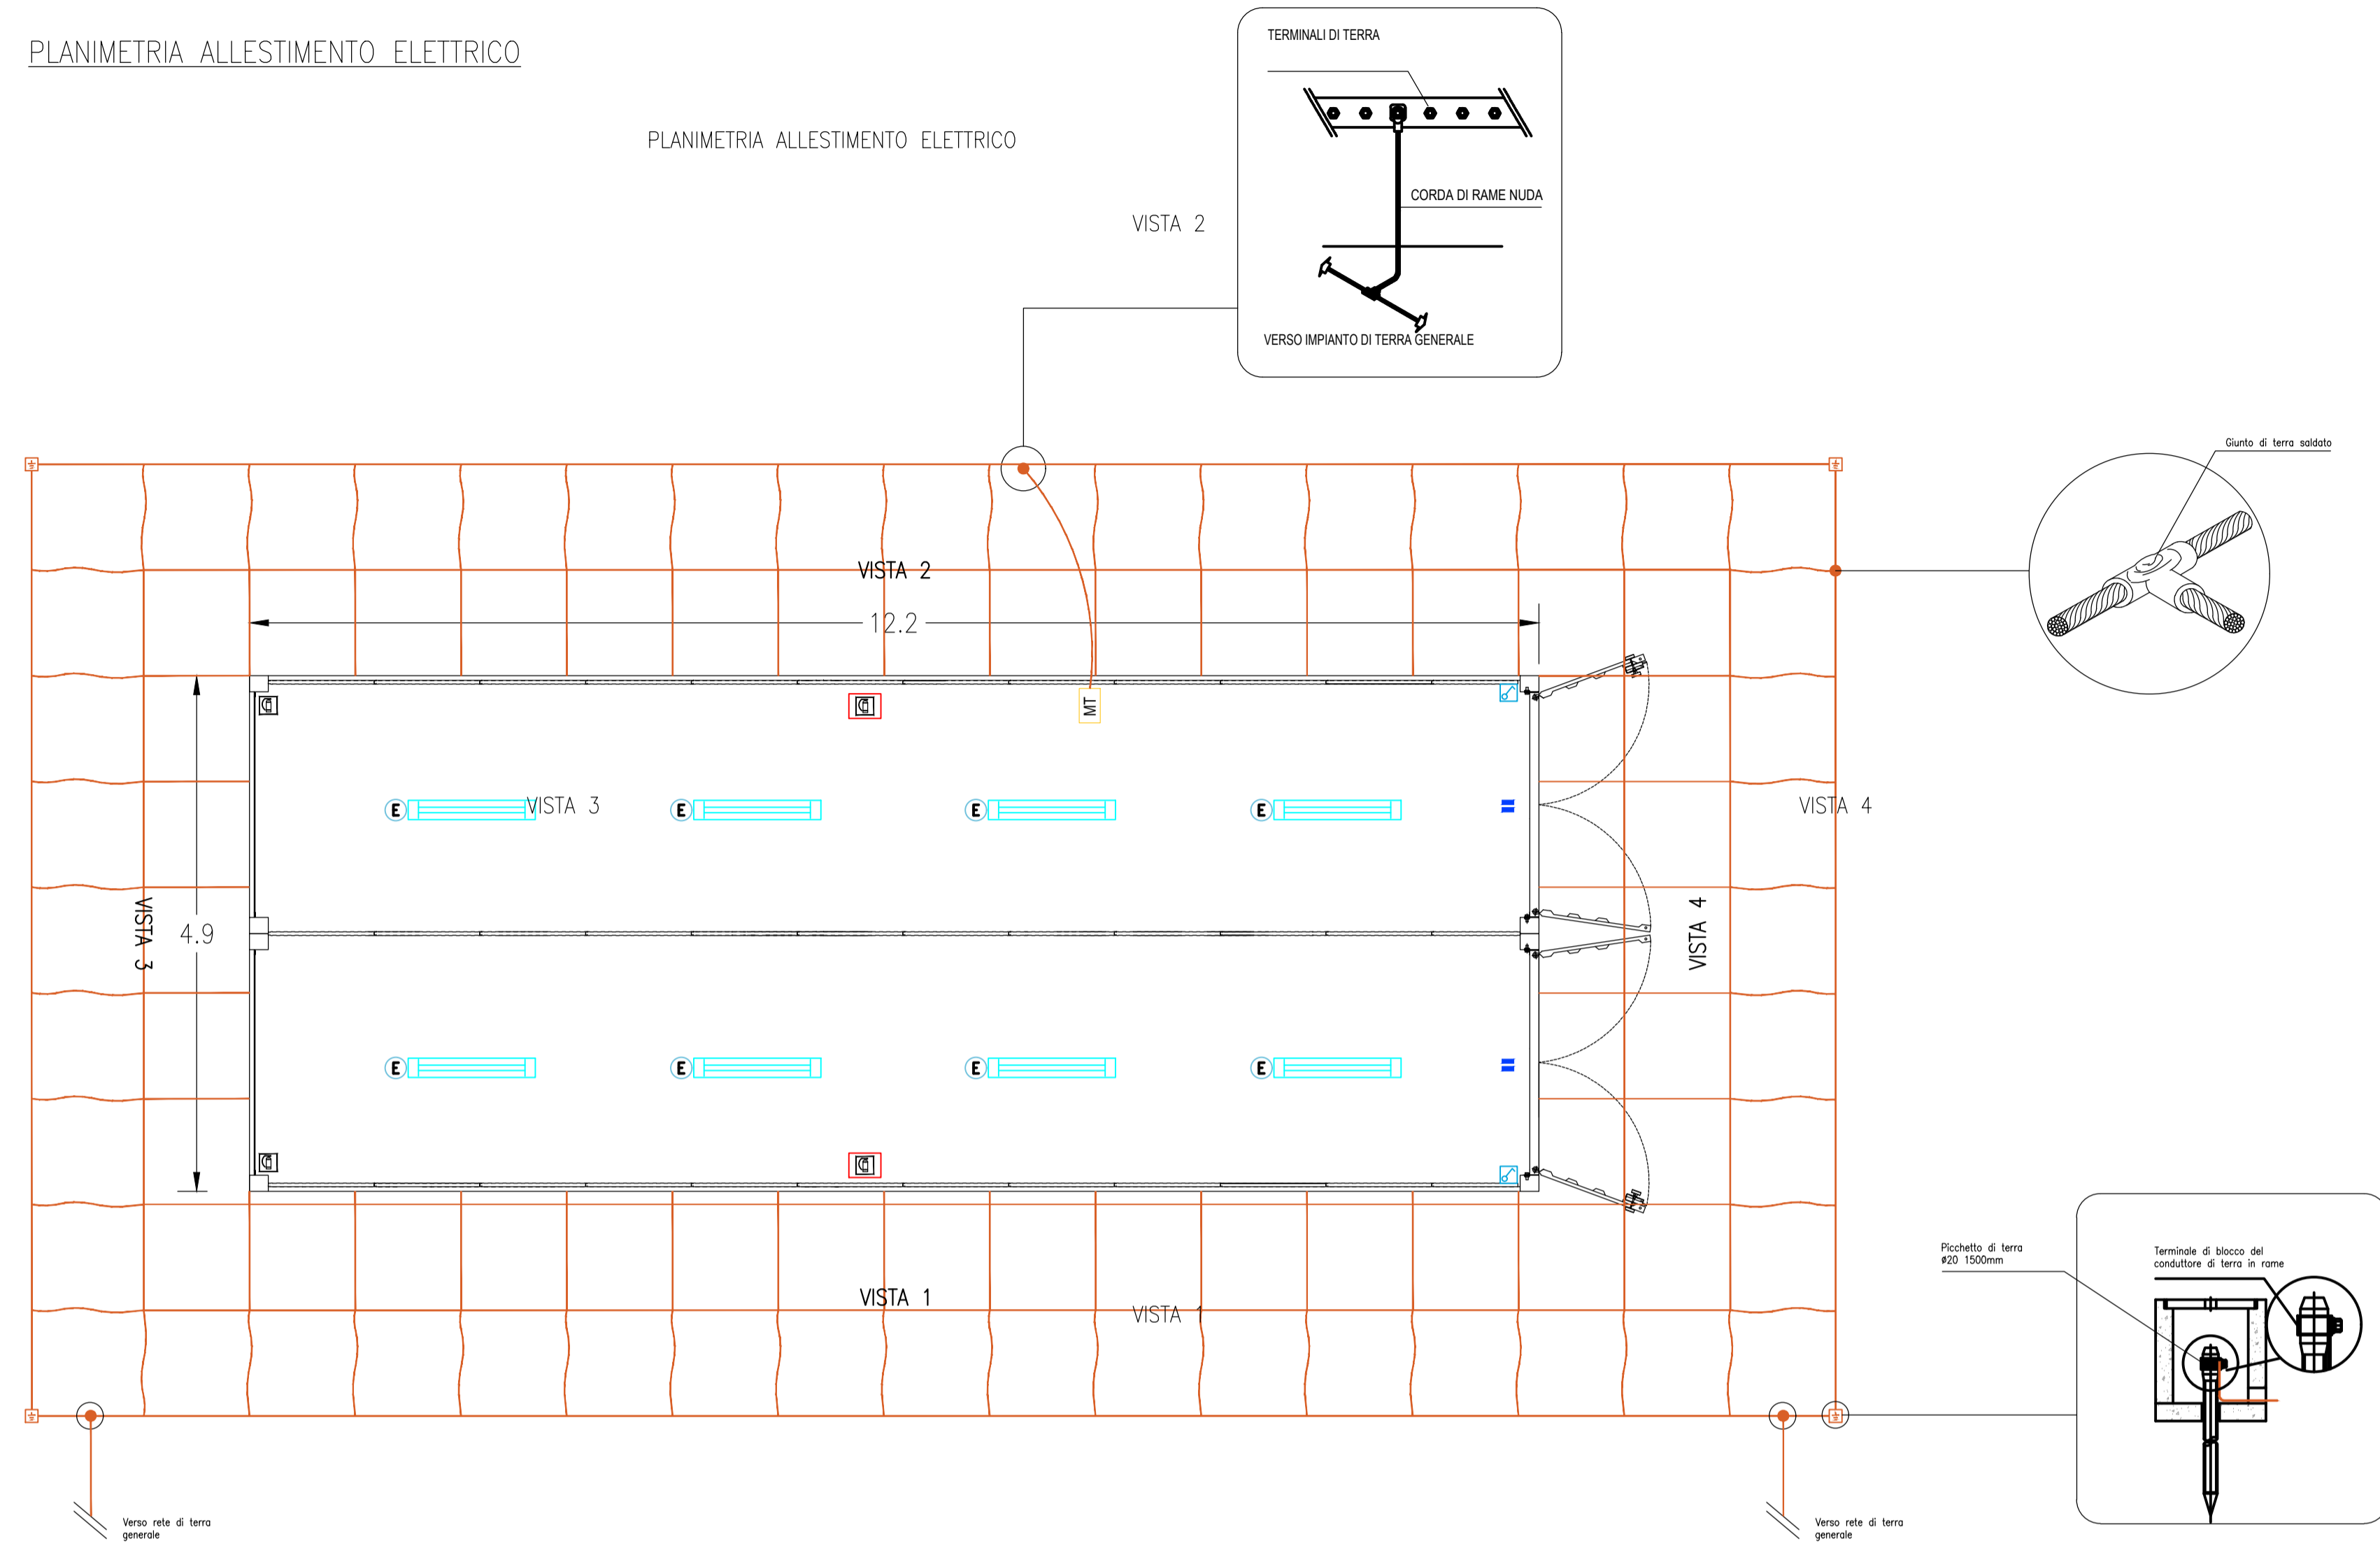 PLANIMETRIA ALLESTIMENTO ELETTRICO
TERMINALI DI TERRA
PLANIMETRIA ALLESTIMENTO ELETTRICO
CORDA DI RAME NUDA
VISTA 2
VERSO IMPIANTO DI TERRA GENERALE
Giunto di terra saldato
VISTA 2
12.2
MT
E
VISTA 3
E
E
E
VISTA 4
VISTA 3
4.9
VISTA 4
E
E
E
E
Picchetto di terra
ø20 1500mm
Terminale di blocco del
conduttore di terra in rame
VISTA 1
VISTA 1
Verso rete di terra
generale
Verso rete di terra
generale